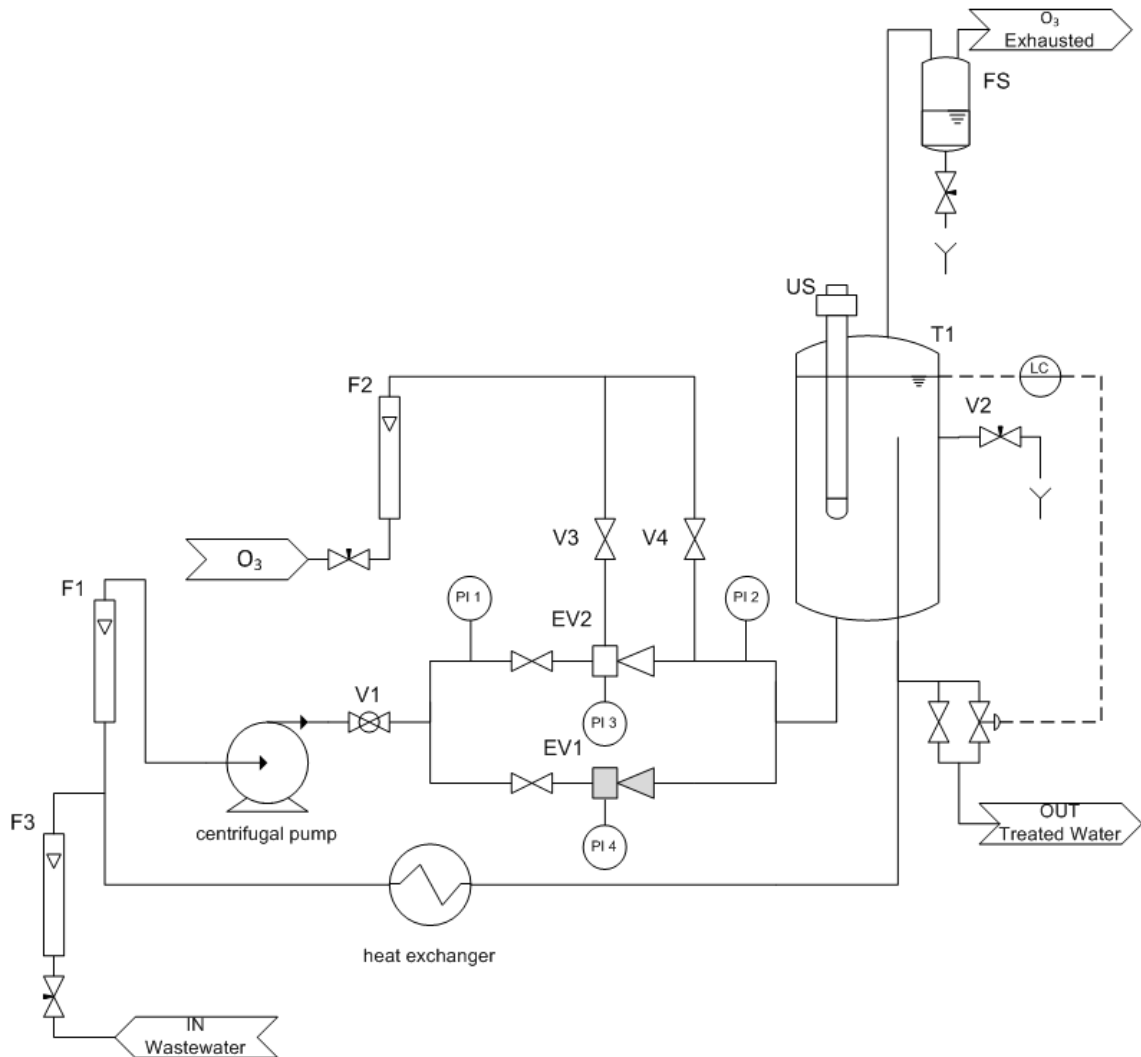 O₃
Exhausted
FS
US
T1
LC
F2
V2
V3
V4
O₃
F1
PI 1
PI 2
EV2
V1
PI 3
EV1
OUT
Treated Water
F3
centrifugal pump
PI 4
heat exchanger
IN
Wastewater